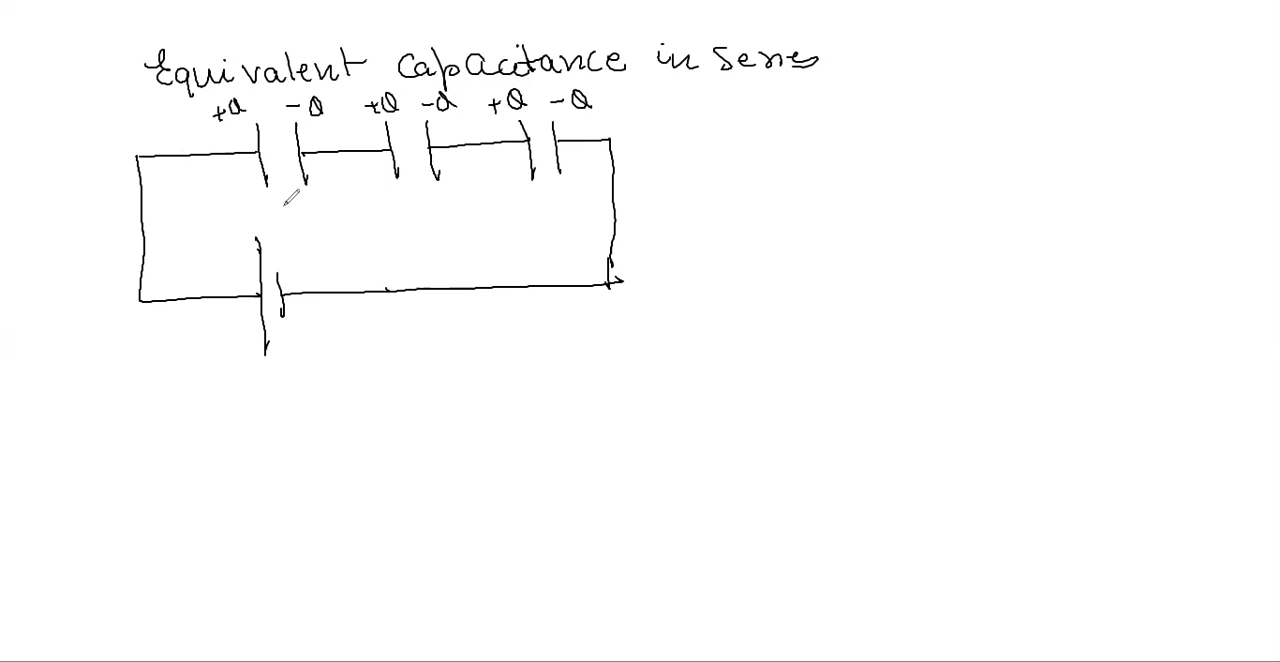 Equivalent capacitance in series
+Q -Q +Q -Q +Q -Q